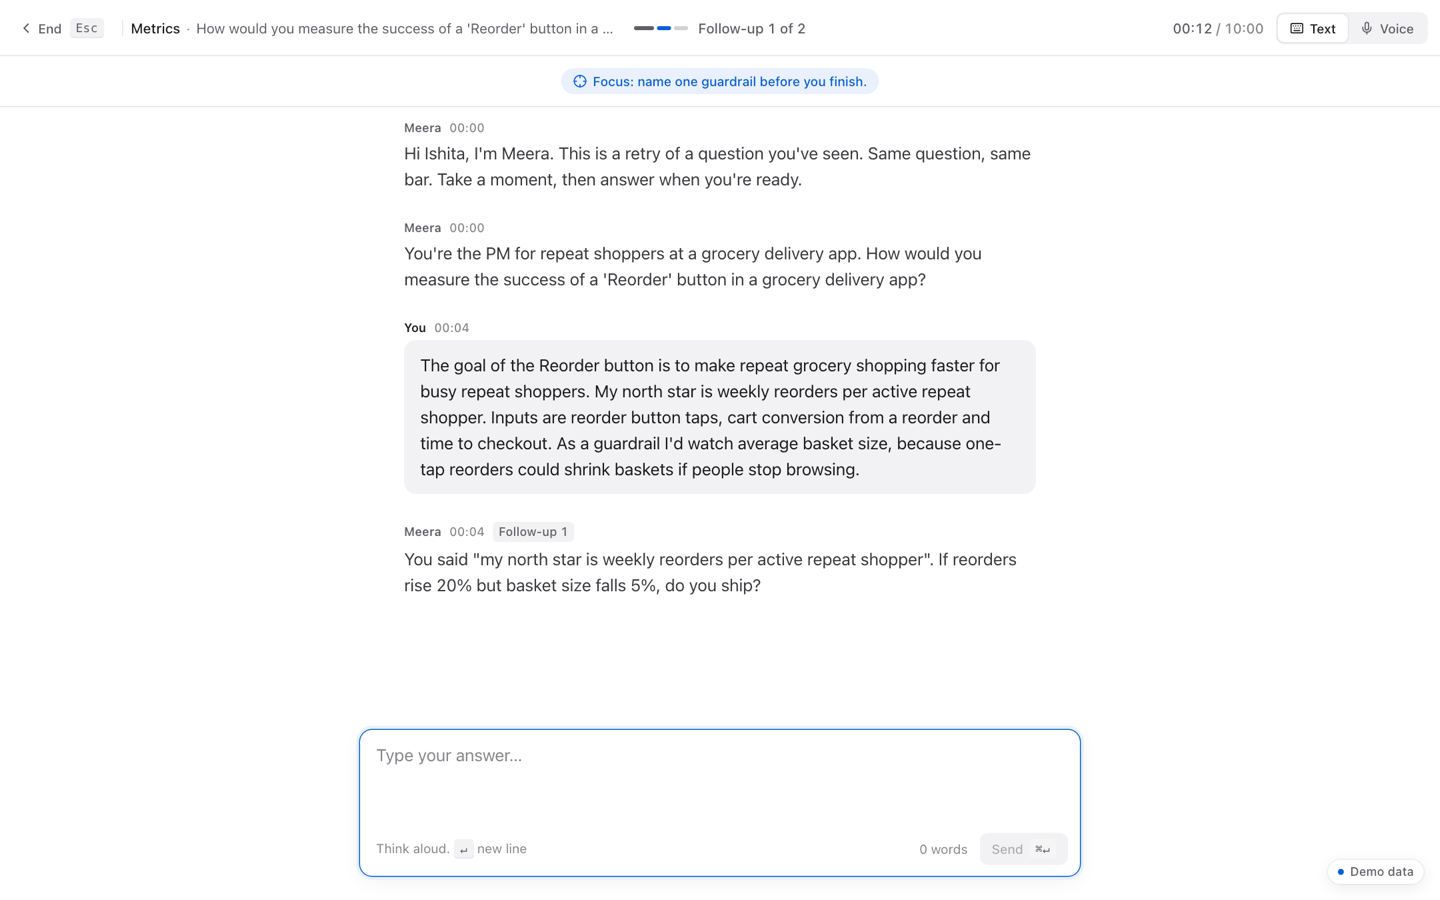 End Esc Metrics · How would you measure the success of a 'Reorder' button in a ... Follow-up 1 of 2 00:12 / 10:00 Text Voice
Focus: name one guardrail before you finish.
Meera 00:00
Hi Ishita, I'm Meera. This is a retry of a question you've seen. Same question, same
bar. Take a moment, then answer when you're ready.
Meera 00:00
You're the PM for repeat shoppers at a grocery delivery app. How would you
measure the success of a 'Reorder' button in a grocery delivery app?
You 00:04
The goal of the Reorder button is to make repeat grocery shopping faster for
busy repeat shoppers. My north star is weekly reorders per active repeat
shopper. Inputs are reorder button taps, cart conversion from a reorder and
time to checkout. As a guardrail I'd watch average basket size, because one-
tap reorders could shrink baskets if people stop browsing.
Meera 00:04 Follow-up 1
You said "my north star is weekly reorders per active repeat shopper". If reorders
rise 20% but basket size falls 5%, do you ship?
Type your answer...
Think aloud. ↵ new line 0 words Send ⌘↵
Demo data